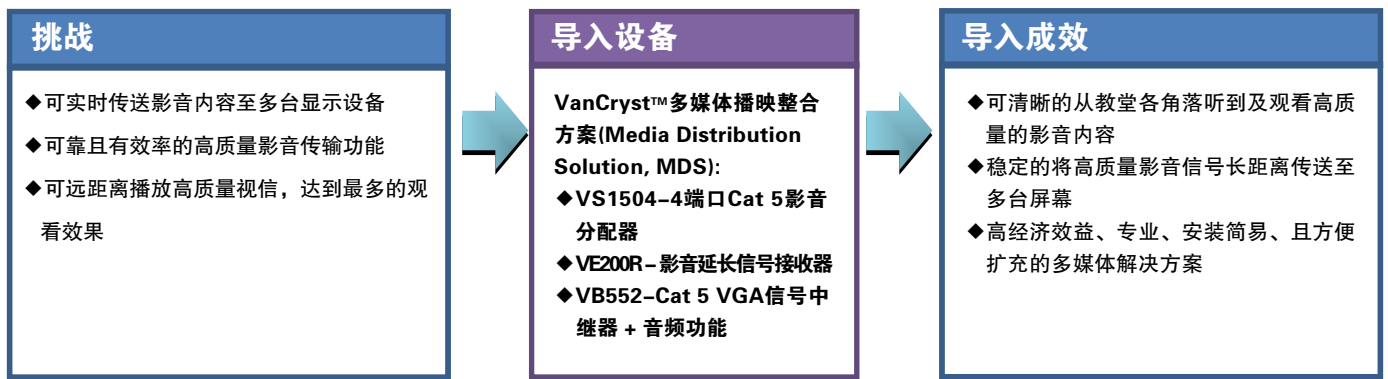 挑战
◆可实时传送影音内容至多台显示设备
◆可靠且有效率的高质量影音传输功能
◆可远距离播放高质量视信，达到最多的观
看效果
导入设备
VanCryst™多媒体播映整合
方案(Media Distribution
Solution, MDS):
◆VS1504–4端口Cat 5影音
分配器
◆VE200R–影音延长信号接收器
◆VB552–Cat 5 VGA信号中
继器 + 音频功能
导入成效
◆可清晰的从教堂各角落听到及观看高质
量的影音内容
◆稳定的将高质量影音信号长距离传送至
多台屏幕
◆高经济效益、专业、安装简易、且方便
扩充的多媒体解决方案